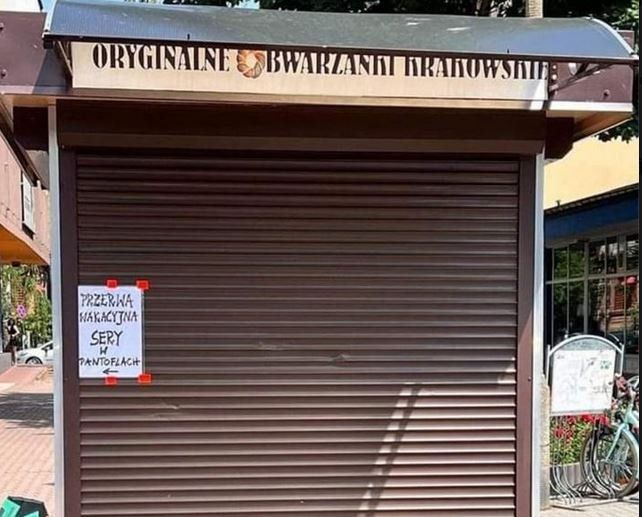 ORYGINALNE OBWARZANKI KRAKOWSKIE
PRZERWA
WAKACYJNA
SERY
W
PANTOFLACH
←